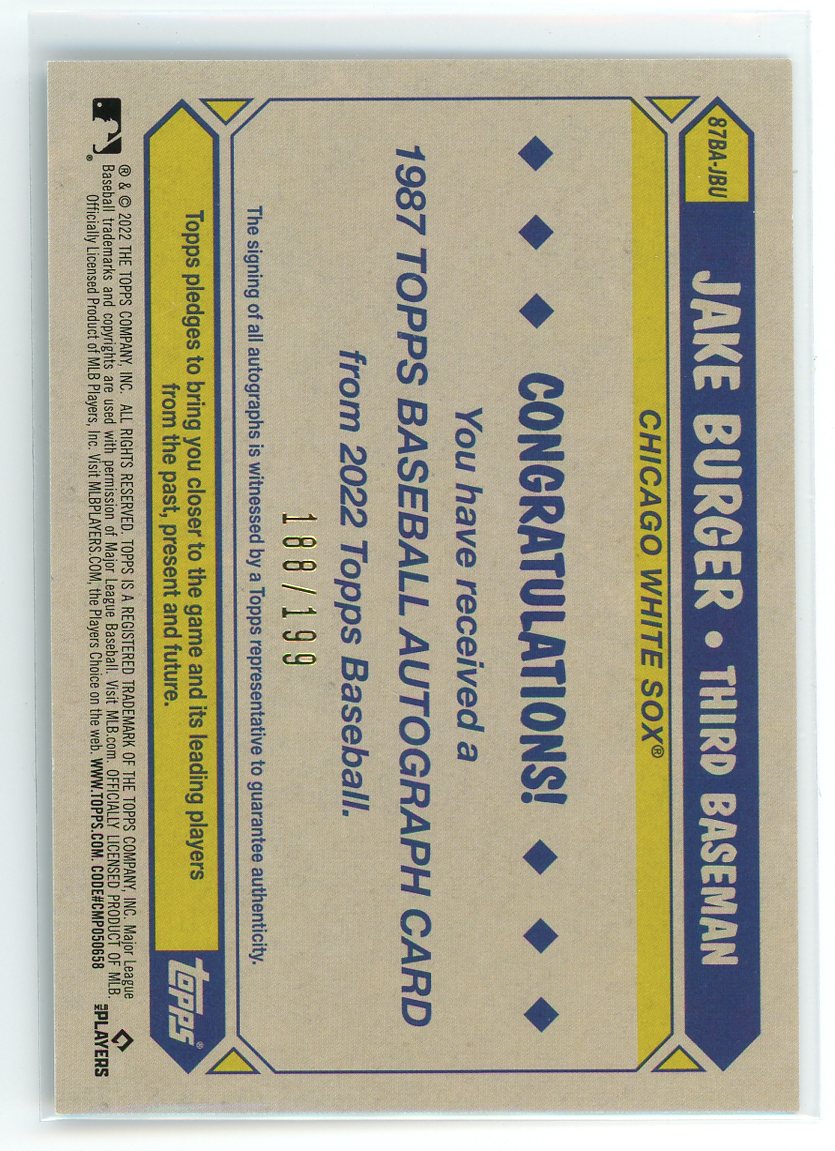 87BA-JBU
JAKE BURGER • THIRD BASEMAN
CHICAGO WHITE SOX®
CONGRATULATIONS!
You have received a
1987 TOPPS BASEBALL AUTOGRAPH CARD
from 2022 Topps Baseball.
188/199
The signing of all autographs is witnessed by a Topps representative to guarantee authenticity.
Topps pledges to bring you closer to the game and its leading players
from the past, present and future.
topps®
® & © 2022 THE TOPPS COMPANY, INC. ALL RIGHTS RESERVED. TOPPS IS A REGISTERED TRADEMARK OF THE TOPPS COMPANY, INC. Major League
Baseball trademarks and copyrights are used with permission of Major League Baseball. Visit MLB.com. OFFICIALLY LICENSED PRODUCT OF MLB.
Officially Licensed Product of MLB Players, Inc. Visit MLBPLAYERS.COM, the Players Choice on the web. WWW.TOPPS.COM. CODE#CMP050658
MLB PLAYERS